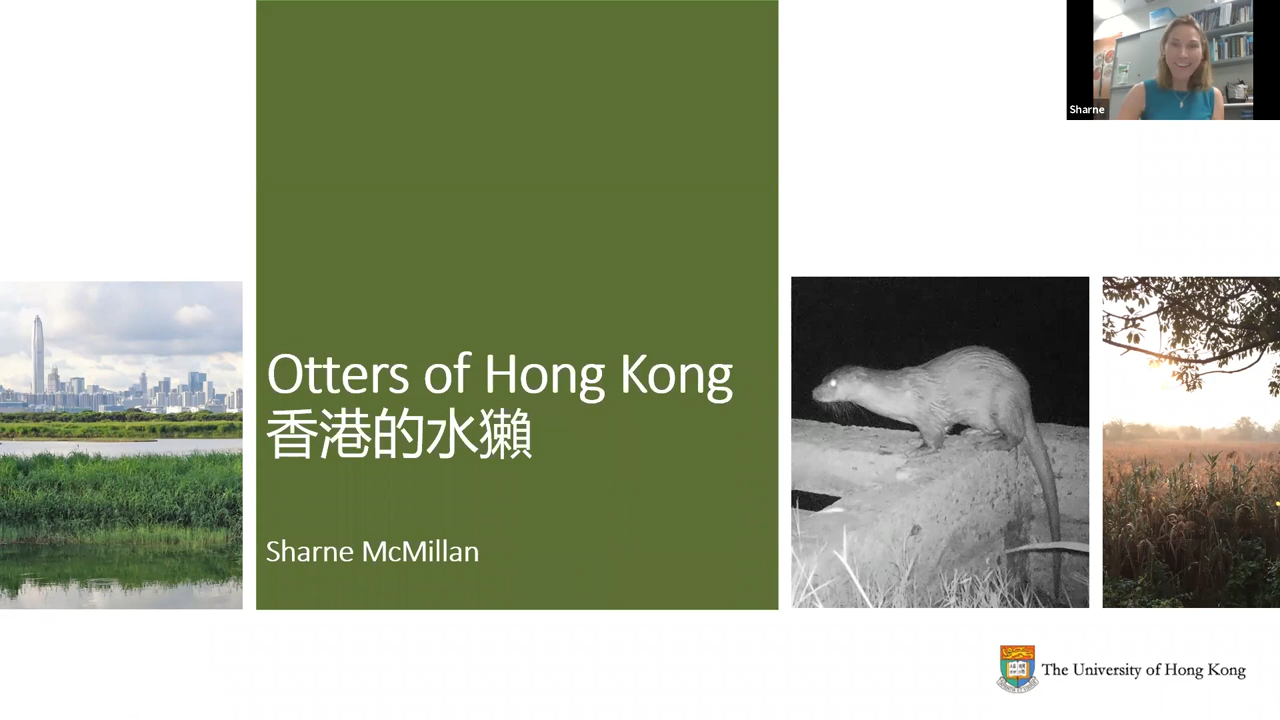 Sharne
Otters of Hong Kong
香港的水獺
Sharne McMillan
The University of Hong Kong